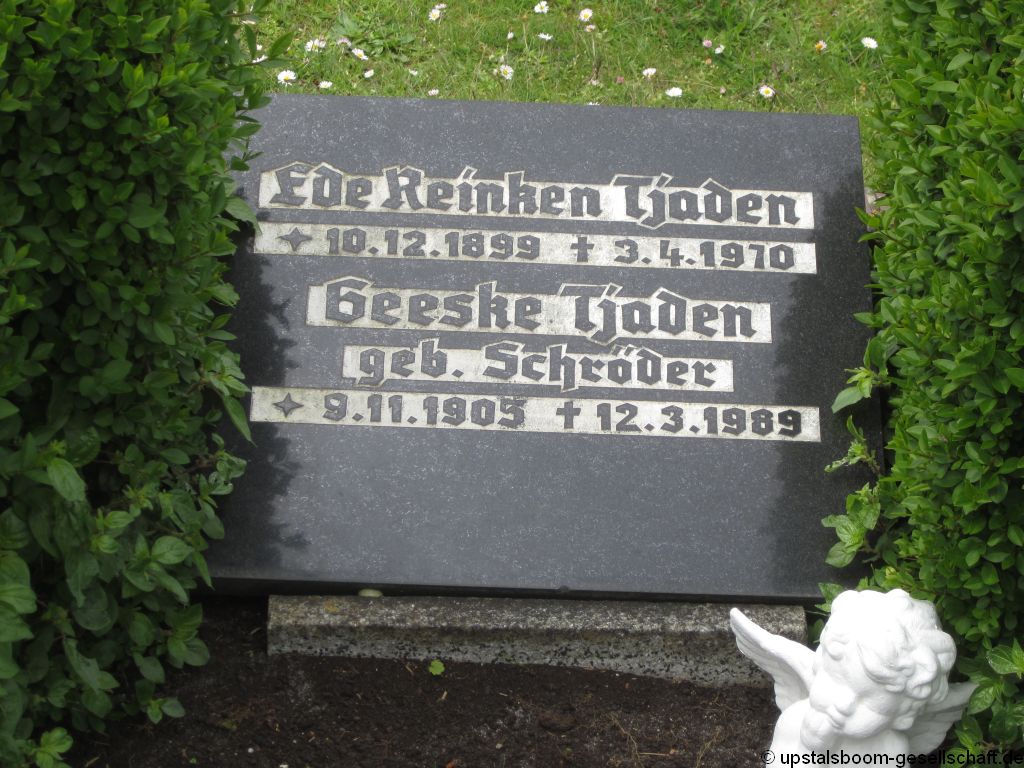 Ede Reinken Tjaden
✦ 10.12.1899 ✝ 3.4.1970
Geeske Tjaden
geb. Schröder
✦ 9.11.1905 ✝ 12.3.1989
© upstalsboom-gesellschaft.de